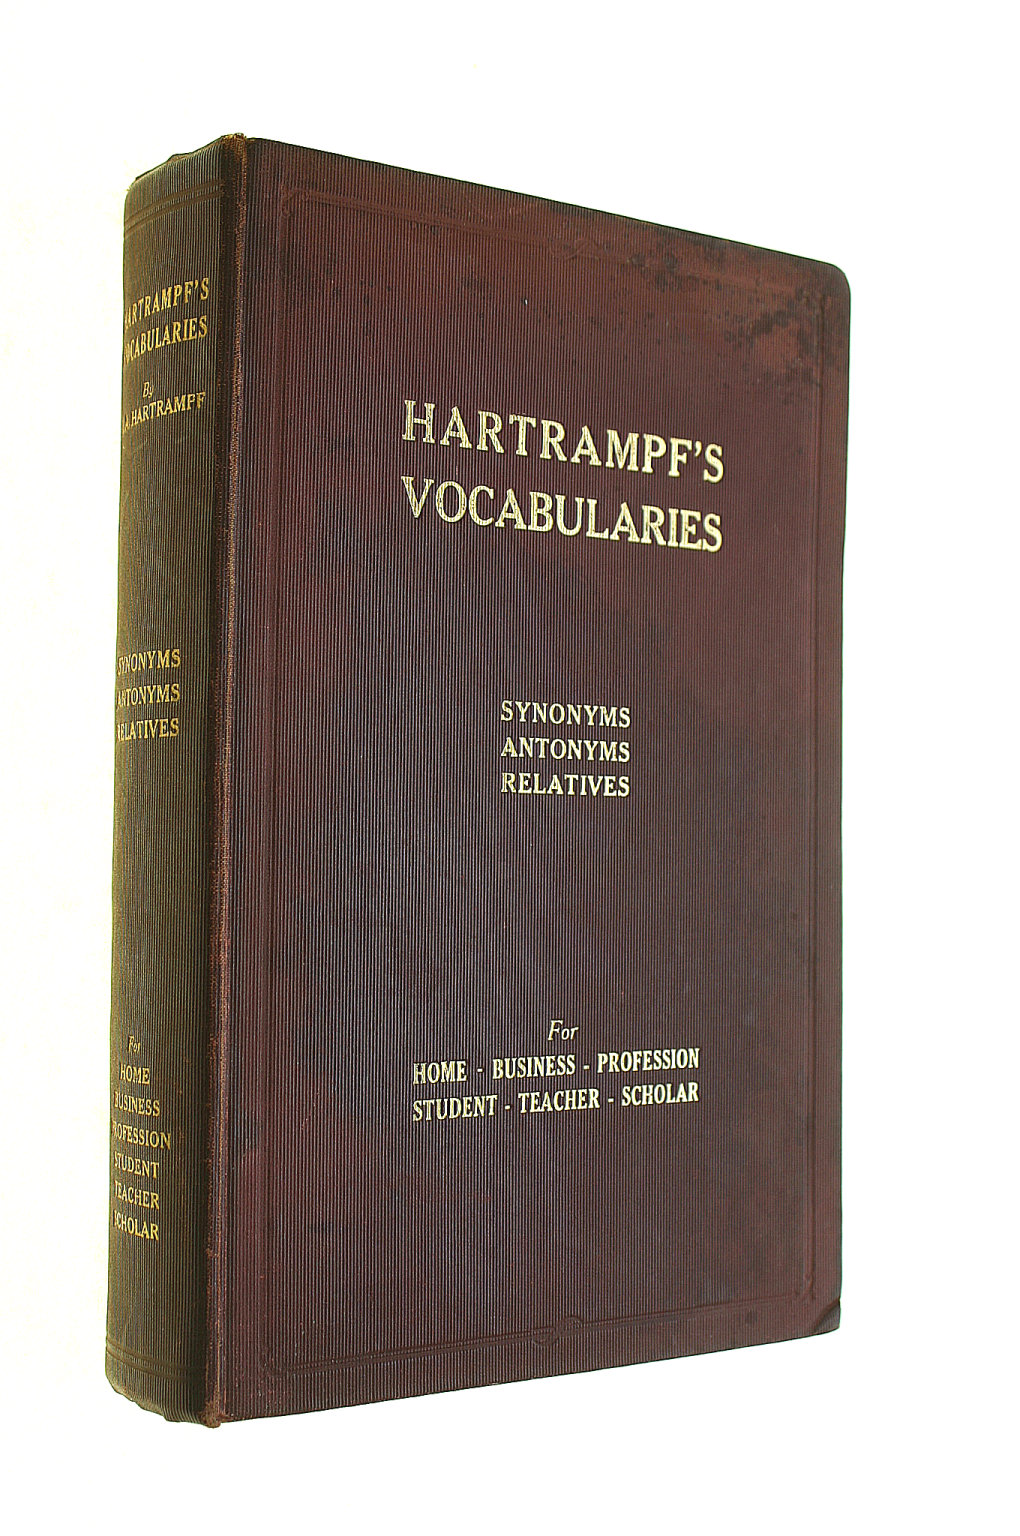 HARTRAMPF'S
VOCABULARIES
SYNONYMS
ANTONYMS
RELATIVES
For
HOME - BUSINESS - PROFESSION
STUDENT - TEACHER - SCHOLAR
HARTRAMPF'S
VOCABULARIES
By
A. HARTRAMPF
SYNONYMS
ANTONYMS
RELATIVES
For
HOME
BUSINESS
PROFESSION
STUDENT
TEACHER
SCHOLAR